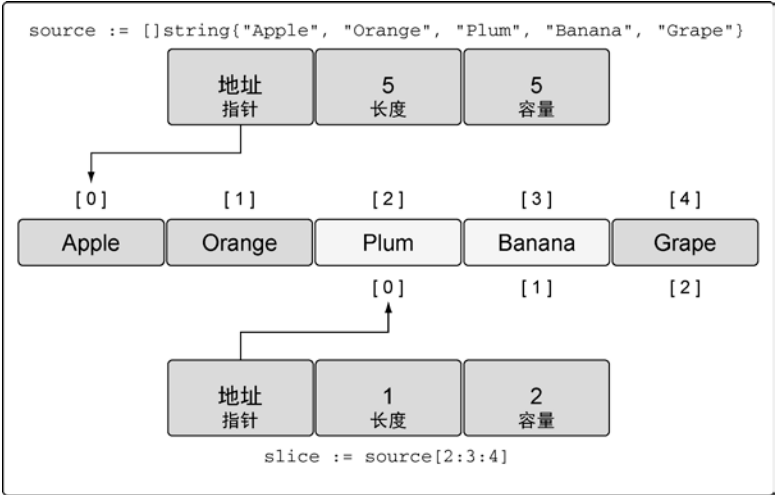 source := []string{"Apple", "Orange", "Plum", "Banana", "Grape"}
地址 5 5
指针 长度 容量
[0] [1] [2] [3] [4]
Apple Orange Plum Banana Grape
[0] [1] [2]
地址 1 2
指针 长度 容量
slice := source[2:3:4]